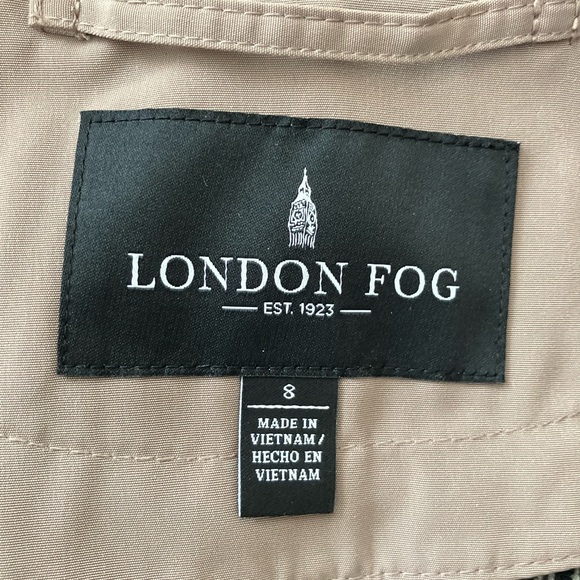 LONDON FOG
EST. 1923
8
MADE IN
VIETNAM/
HECHO EN
VIETNAM